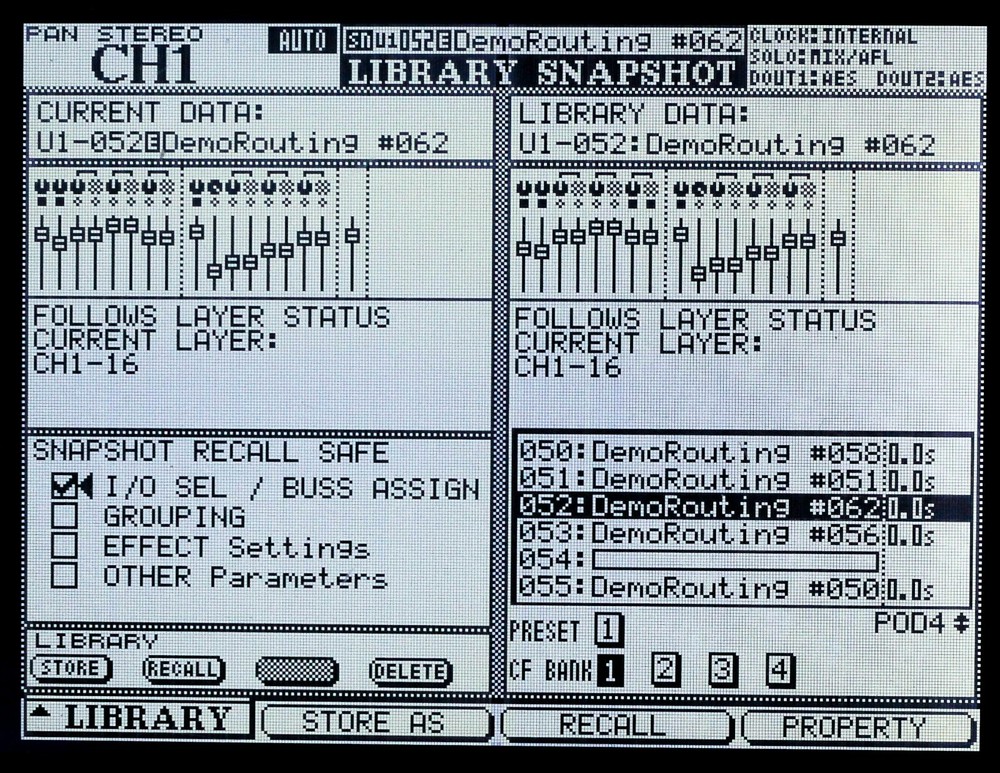 PAN STEREO
CH1
AUTO
SNU1052EDemoRouting #062
LIBRARY SNAPSHOT
CLOCK:INTERNAL
SOLO:MIX/AFL
DOUT1:AES DOUT2:AES
CURRENT DATA:
U1-052EDemoRouting #062
FOLLOWS LAYER STATUS
CURRENT LAYER:
CH1-16
SNAPSHOT RECALL SAFE
I/O SEL / BUSS ASSIGN
GROUPING
EFFECT Settings
OTHER Parameters
LIBRARY
STORE RECALL DELETE
LIBRARY DATA:
U1-052:DemoRouting #062
FOLLOWS LAYER STATUS
CURRENT LAYER:
CH1-16
050:DemoRouting #058 0.0s
051:DemoRouting #051 0.0s
052:DemoRouting #062 0.0s
053:DemoRouting #056 0.0s
054:
055:DemoRouting #050 0.0s
PRESET 1
POD4
CF BANK 1 2 3 4
LIBRARY STORE AS RECALL PROPERTY